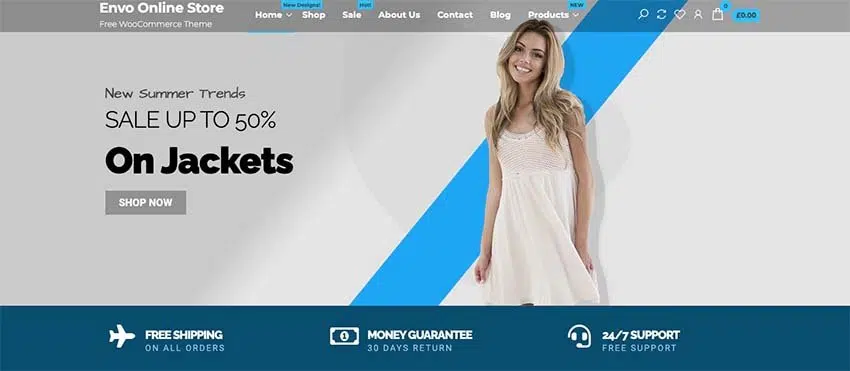 Envo Online Store
Free WooCommerce Theme
New Designs!
Hot!
NEW
Home Shop Sale About Us Contact Blog Products
0
£0.00
New Summer Trends
SALE UP TO 50%
On Jackets
SHOP NOW
FREE SHIPPING
ON ALL ORDERS
MONEY GUARANTEE
30 DAYS RETURN
24/7 SUPPORT
FREE SUPPORT